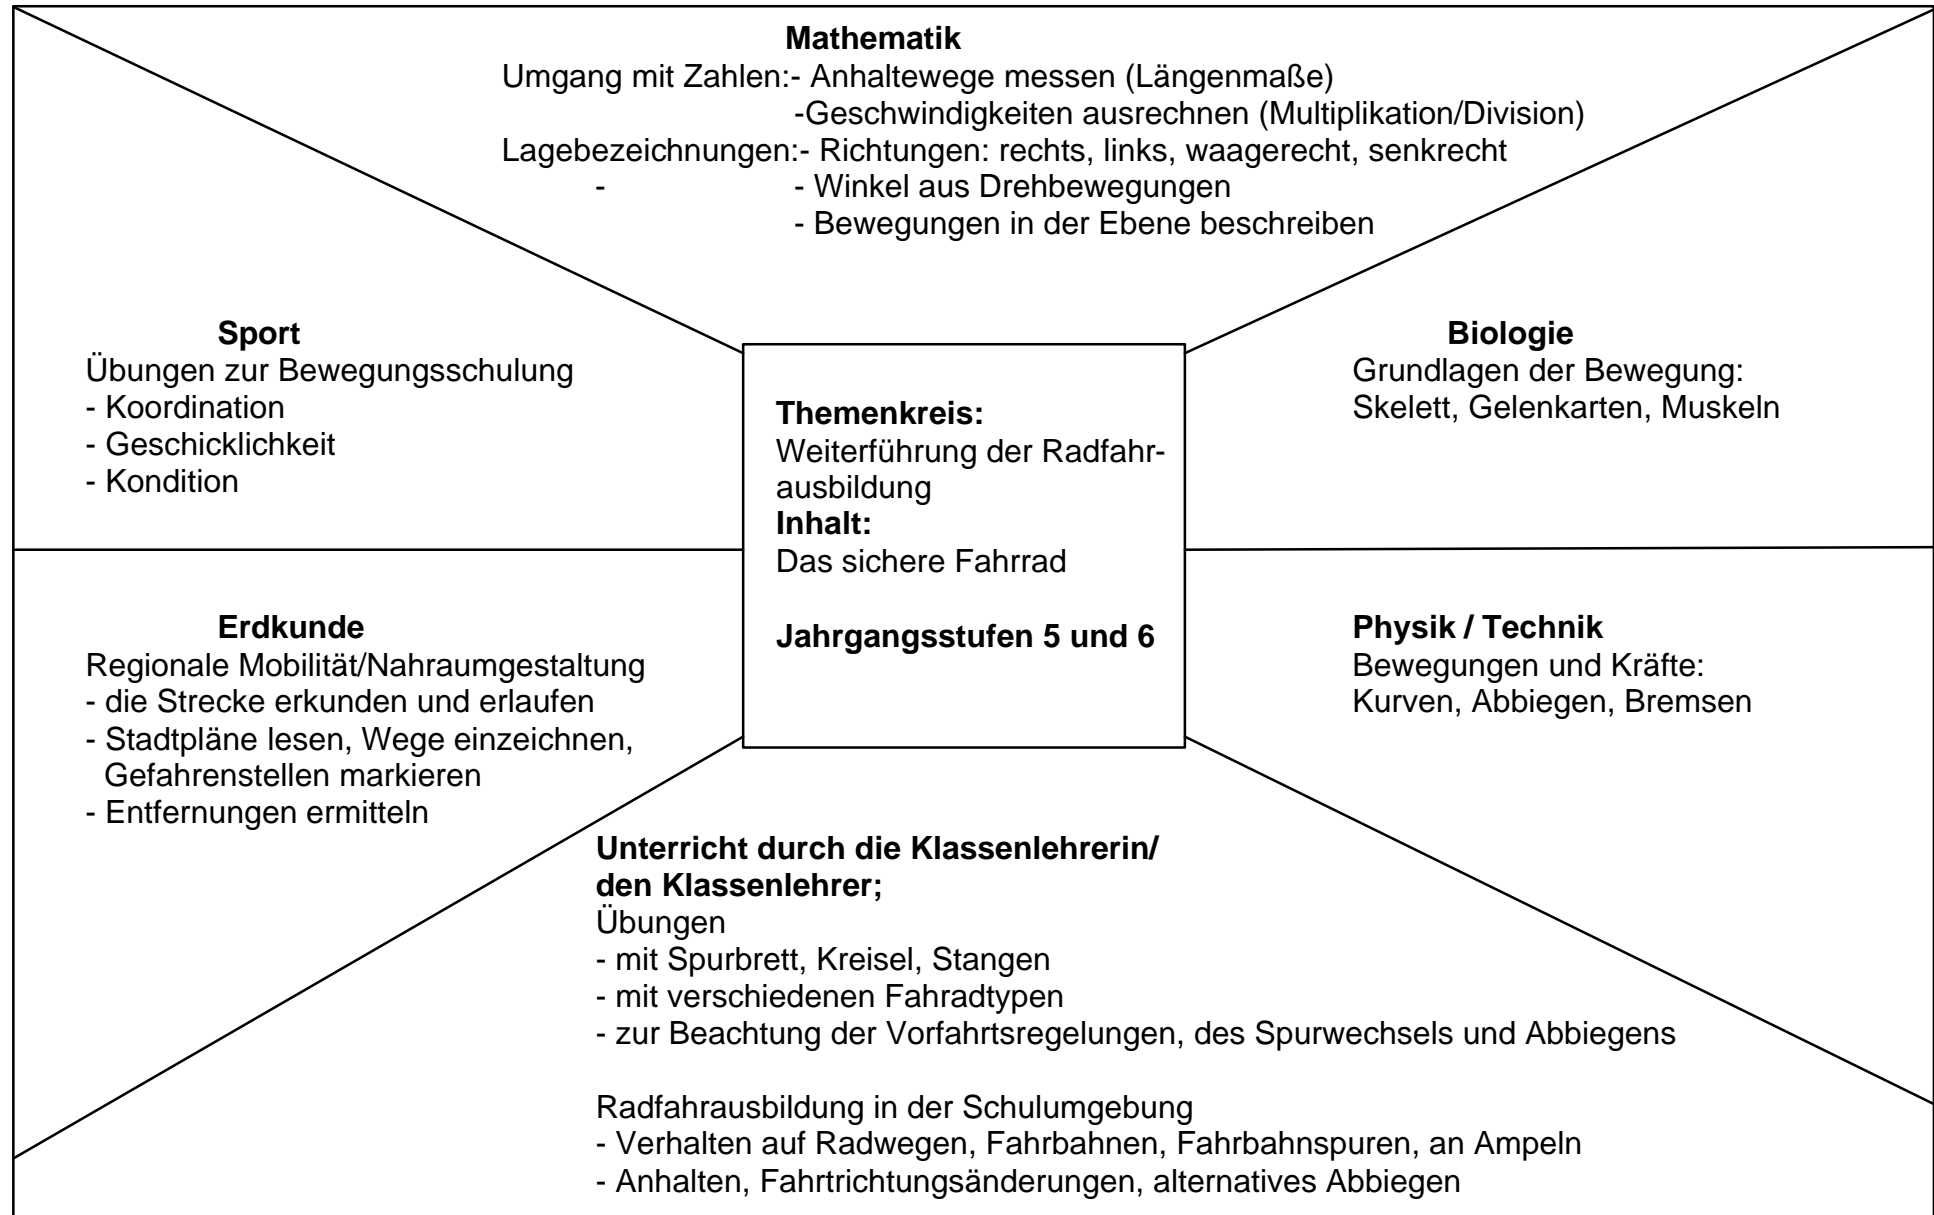 Mathematik
Umgang mit Zahlen:- Anhaltewege messen (Längenmaße)
-Geschwindigkeiten ausrechnen (Multiplikation/Division)
Lagebezeichnungen:- Richtungen: rechts, links, waagerecht, senkrecht
- - Winkel aus Drehbewegungen
- Bewegungen in der Ebene beschreiben
Sport
Übungen zur Bewegungsschulung
- Koordination
- Geschicklichkeit
- Kondition
Themenkreis:
Weiterführung der Radfahr-
ausbildung
Inhalt:
Das sichere Fahrrad
Jahrgangsstufen 5 und 6
Biologie
Grundlagen der Bewegung:
Skelett, Gelenkarten, Muskeln
Erdkunde
Regionale Mobilität/Nahraumgestaltung
- die Strecke erkunden und erlaufen
- Stadtpläne lesen, Wege einzeichnen,
Gefahrenstellen markieren
- Entfernungen ermitteln
Physik / Technik
Bewegungen und Kräfte:
Kurven, Abbiegen, Bremsen
Unterricht durch die Klassenlehrerin/
den Klassenlehrer;
Übungen
- mit Spurbrett, Kreisel, Stangen
- mit verschiedenen Fahradtypen
- zur Beachtung der Vorfahrtsregelungen, des Spurwechsels und Abbiegens
Radfahrausbildung in der Schulumgebung
- Verhalten auf Radwegen, Fahrbahnen, Fahrbahnspuren, an Ampeln
- Anhalten, Fahrtrichtungsänderungen, alternatives Abbiegen